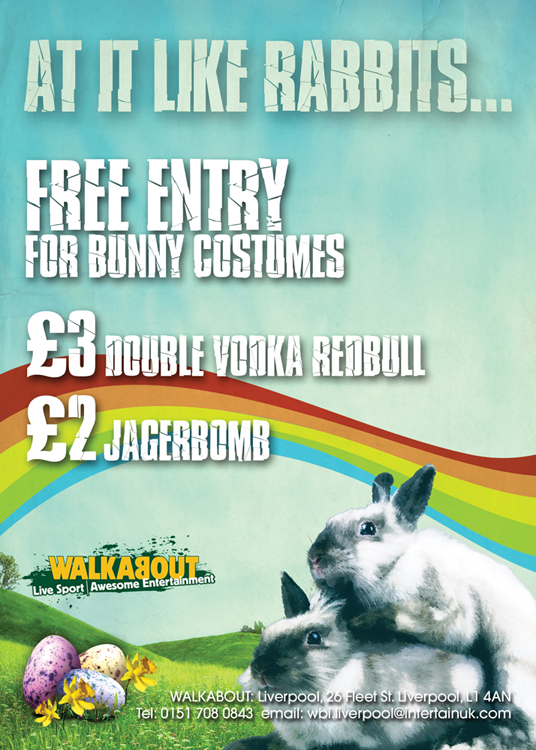 AT IT LIKE RABBITS...
FREE ENTRY
FOR BUNNY COSTUMES
£3 DOUBLE VODKA REDBULL
£2 JAGERBOMB
WALKABOUT
Live Sport | Awesome Entertainment
WALKABOUT: Liverpool, 26 Fleet St. Liverpool, L1 4AN
Tel: 0151 708 0843 email: wbi.liverpool@intertainuk.com